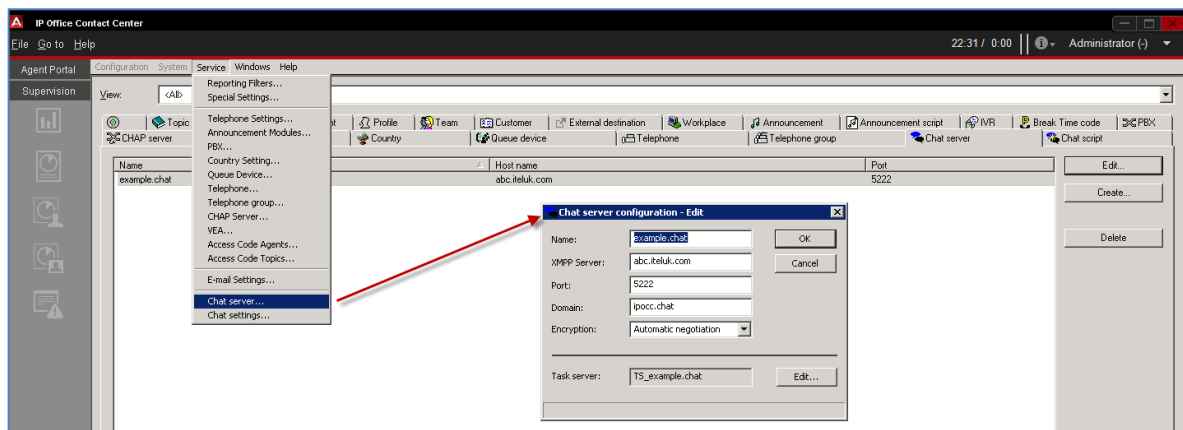 IP Office Contact Center
File Go to Help 22:31 / 0:00 Administrator (-)
Agent Portal Configuration System Service Windows Help
Supervision View: <All>
Reporting Filters...
Special Settings...
Telephone Settings...
Announcement Modules...
PBX...
Country Setting...
Queue Device...
Telephone...
Telephone group...
CHAP Server...
VEA...
Access Code Agents...
Access Code Topics...
E-mail Settings...
Chat server...
Chat settings...
Topic Profile Team Customer External destination Workplace Announcement Announcement script IVR Break Time code PBX
CHAP server Country Queue device Telephone Telephone group Chat server Chat script
Name Host name Port
example.chat abc.iteluk.com 5222
Edit...
Create...
Delete
Chat server configuration - Edit
Name: example.chat OK
XMPP Server: abc.iteluk.com Cancel
Port: 5222
Domain: ipocc.chat
Encryption: Automatic negotiation
Task server: TS_example.chat Edit...